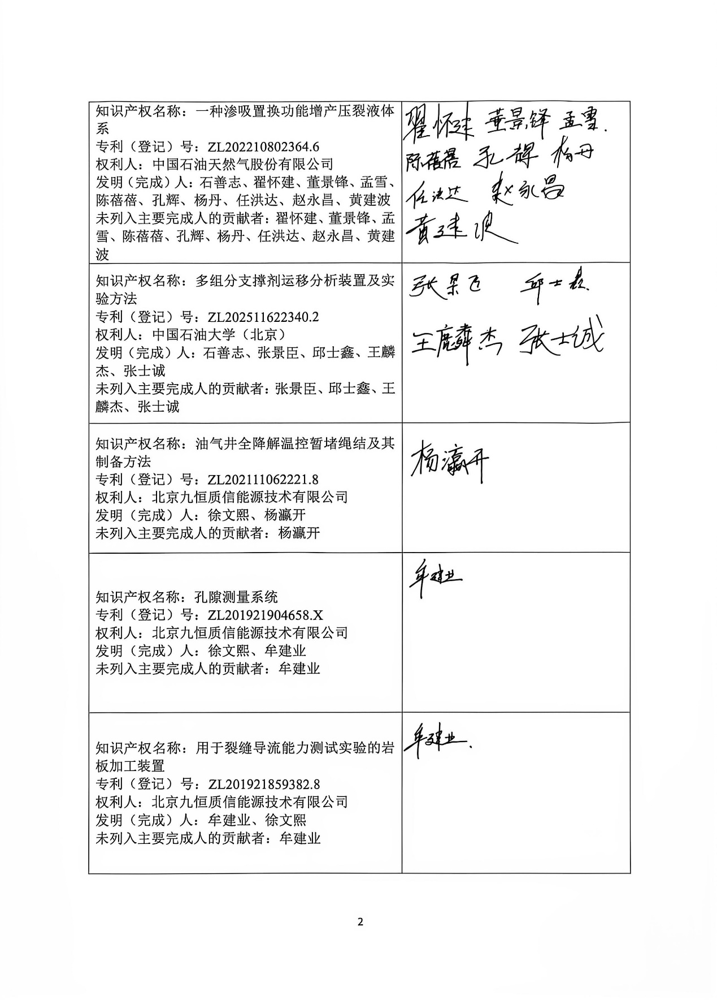 知识产权名称：一种渗吸置换功能增产压裂液体
系
专利（登记）号：ZL202210802364.6
权利人：中国石油天然气股份有限公司
发明（完成）人：石善志、翟怀建、董景锋、孟雪、
陈蓓蓓、孔辉、杨丹、任洪达、赵永昌、黄建波
未列入主要完成人的贡献者：翟怀建、董景锋、孟
雪、陈蓓蓓、孔辉、杨丹、任洪达、赵永昌、黄建
波
翟怀建 董景锋 孟雪.
陈蓓蓓 孔辉 杨丹
任洪达 赵永昌
黄建波
知识产权名称：多组分支撑剂运移分析装置及实
验方法
专利（登记）号：ZL202511622340.2
权利人：中国石油大学（北京）
发明（完成）人：石善志、张景臣、邱士鑫、王麟
杰、张士诚
未列入主要完成人的贡献者：张景臣、邱士鑫、王
麟杰、张士诚
张景臣 邱士鑫
王麟杰 张士诚
知识产权名称：油气井全降解温控暂堵绳结及其
制备方法
专利（登记）号：ZL202111062221.8
权利人：北京九恒质信能源技术有限公司
发明（完成）人：徐文熙、杨瀛开
未列入主要完成人的贡献者：杨瀛开
杨瀛开
知识产权名称：孔隙测量系统
专利（登记）号：ZL201921904658.X
权利人：北京九恒质信能源技术有限公司
发明（完成）人：徐文熙、牟建业
未列入主要完成人的贡献者：牟建业
牟建业
知识产权名称：用于裂缝导流能力测试实验的岩
板加工装置
专利（登记）号：ZL201921859382.8
权利人：北京九恒质信能源技术有限公司
发明（完成）人：牟建业、徐文熙
未列入主要完成人的贡献者：牟建业
牟建业.
2